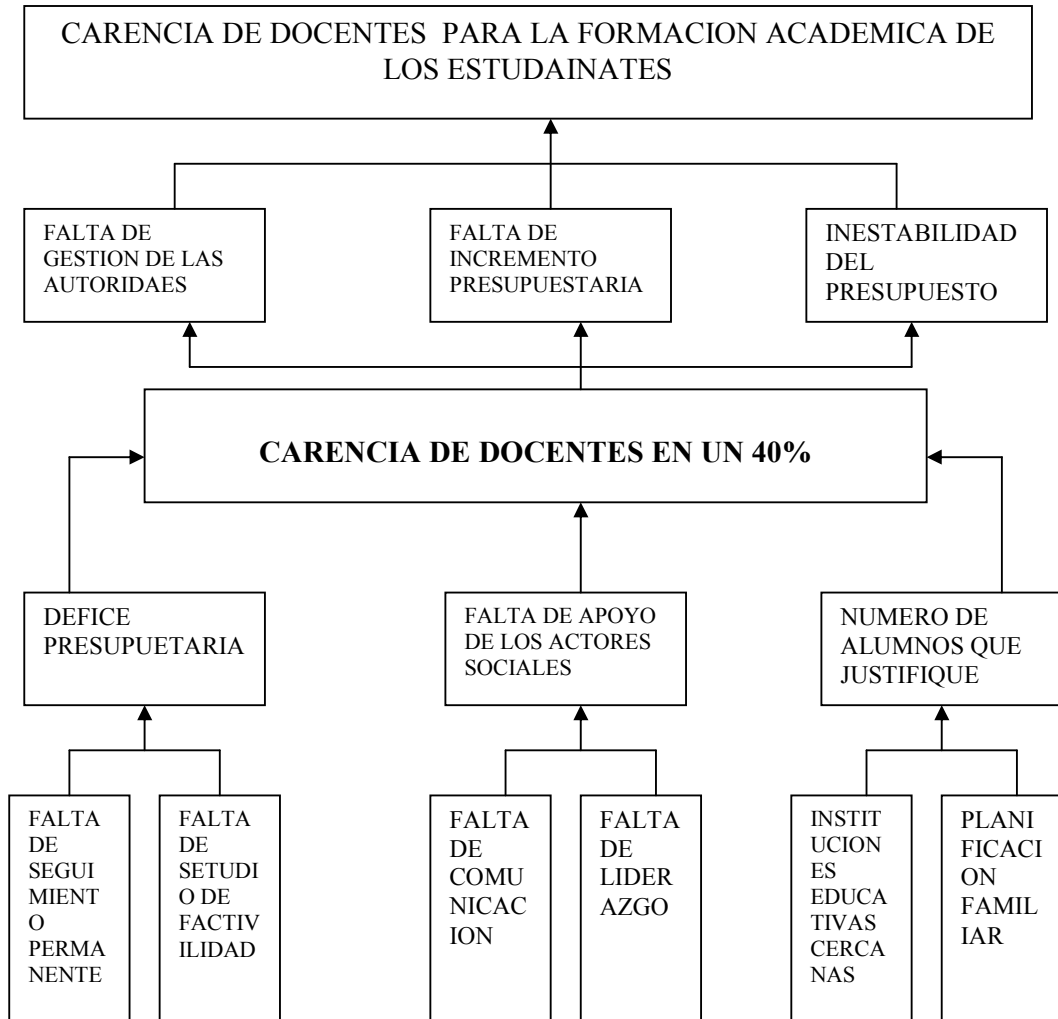 CARENCIA DE DOCENTES PARA LA FORMACION ACADEMICA DE
LOS ESTUDAINATES
FALTA DE
GESTION DE LAS
AUTORIDAES
FALTA DE
INCREMENTO
PRESUPUESTARIA
INESTABILIDAD
DEL
PRESUPUESTO
CARENCIA DE DOCENTES EN UN 40%
DEFICE
PRESUPUETARIA
FALTA DE APOYO
DE LOS ACTORES
SOCIALES
NUMERO DE
ALUMNOS QUE
JUSTIFIQUE
FALTA
DE
SEGUI
MIENT
O
PERMA
NENTE
FALTA
DE
SETUDI
O DE
FACTIV
ILIDAD
FALTA
DE
COMU
NICAC
ION
FALTA
DE
LIDER
AZGO
INSTIT
UCION
ES
EDUCA
TIVAS
CERCA
NAS
PLANI
FICACI
ON
FAMIL
IAR